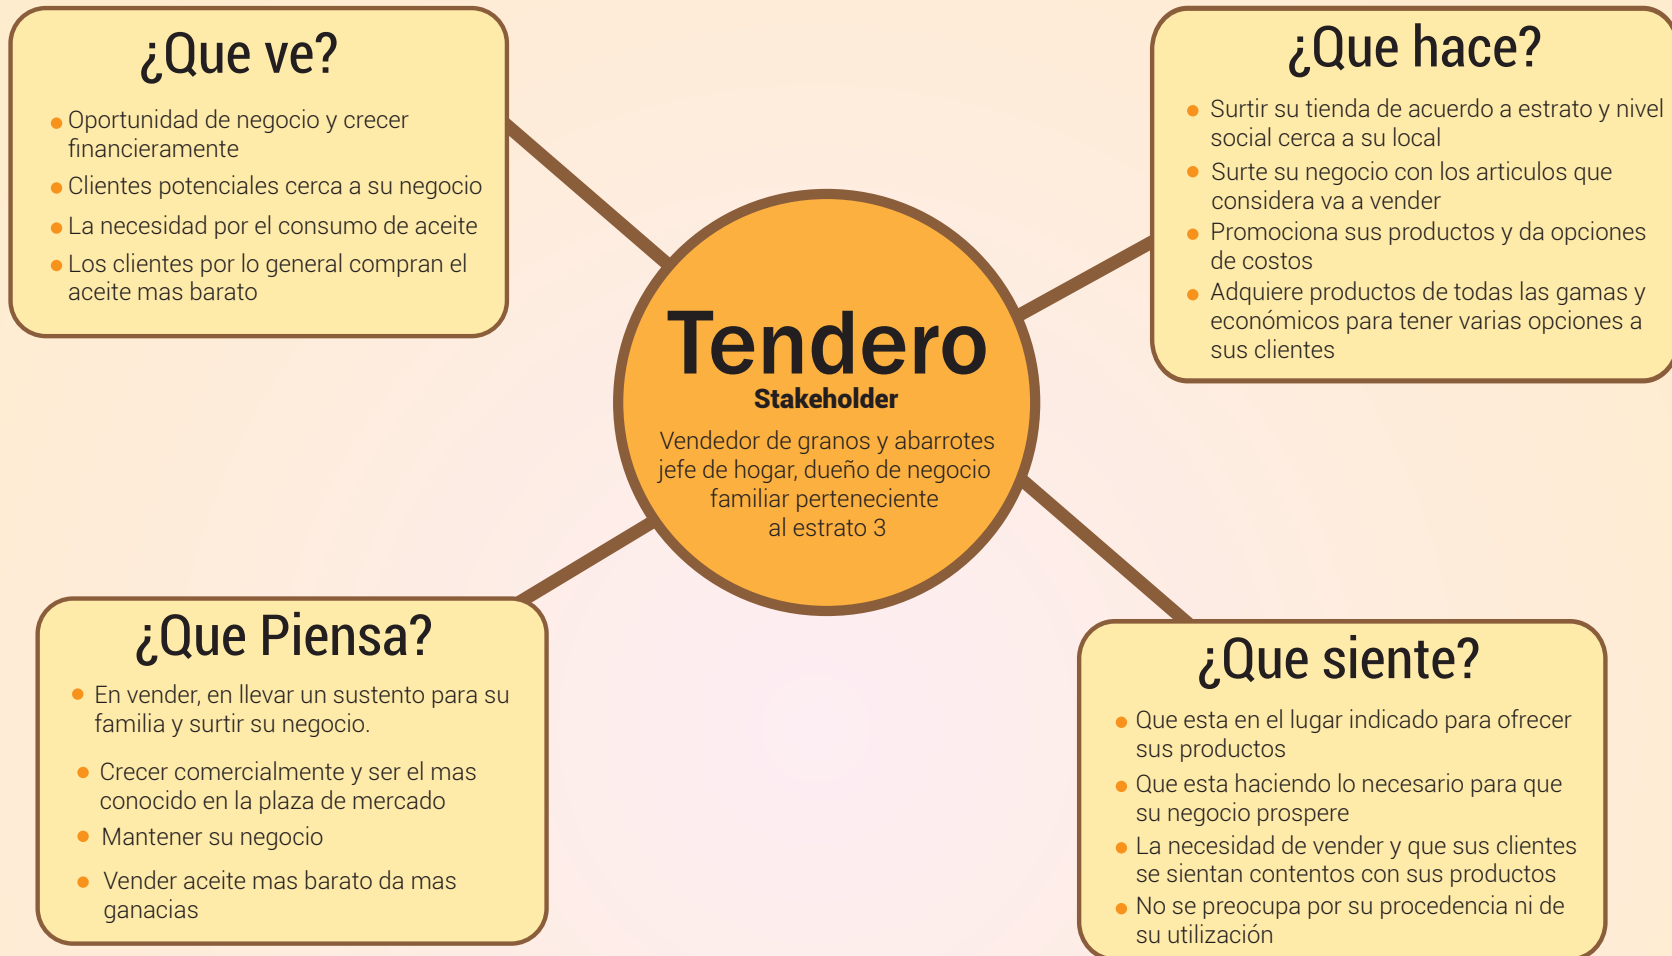 ¿Que ve?
Oportunidad de negocio y crecer
financieramente
Clientes potenciales cerca a su negocio
La necesidad por el consumo de aceite
Los clientes por lo general compran el
aceite mas barato
¿Que hace?
Surtir su tienda de acuerdo a estrato y nivel
social cerca a su local
Surte su negocio con los articulos que
considera va a vender
Promociona sus productos y da opciones
de costos
Adquiere productos de todas las gamas y
económicos para tener varias opciones a
sus clientes
Tendero
Stakeholder
Vendedor de granos y abarrotes
jefe de hogar, dueño de negocio
familiar perteneciente
al estrato 3
¿Que Piensa?
En vender, en llevar un sustento para su
familia y surtir su negocio.
Crecer comercialmente y ser el mas
conocido en la plaza de mercado
Mantener su negocio
Vender aceite mas barato da mas
ganacias
¿Que siente?
Que esta en el lugar indicado para ofrecer
sus productos
Que esta haciendo lo necesario para que
su negocio prospere
La necesidad de vender y que sus clientes
se sientan contentos con sus productos
No se preocupa por su procedencia ni de
su utilización